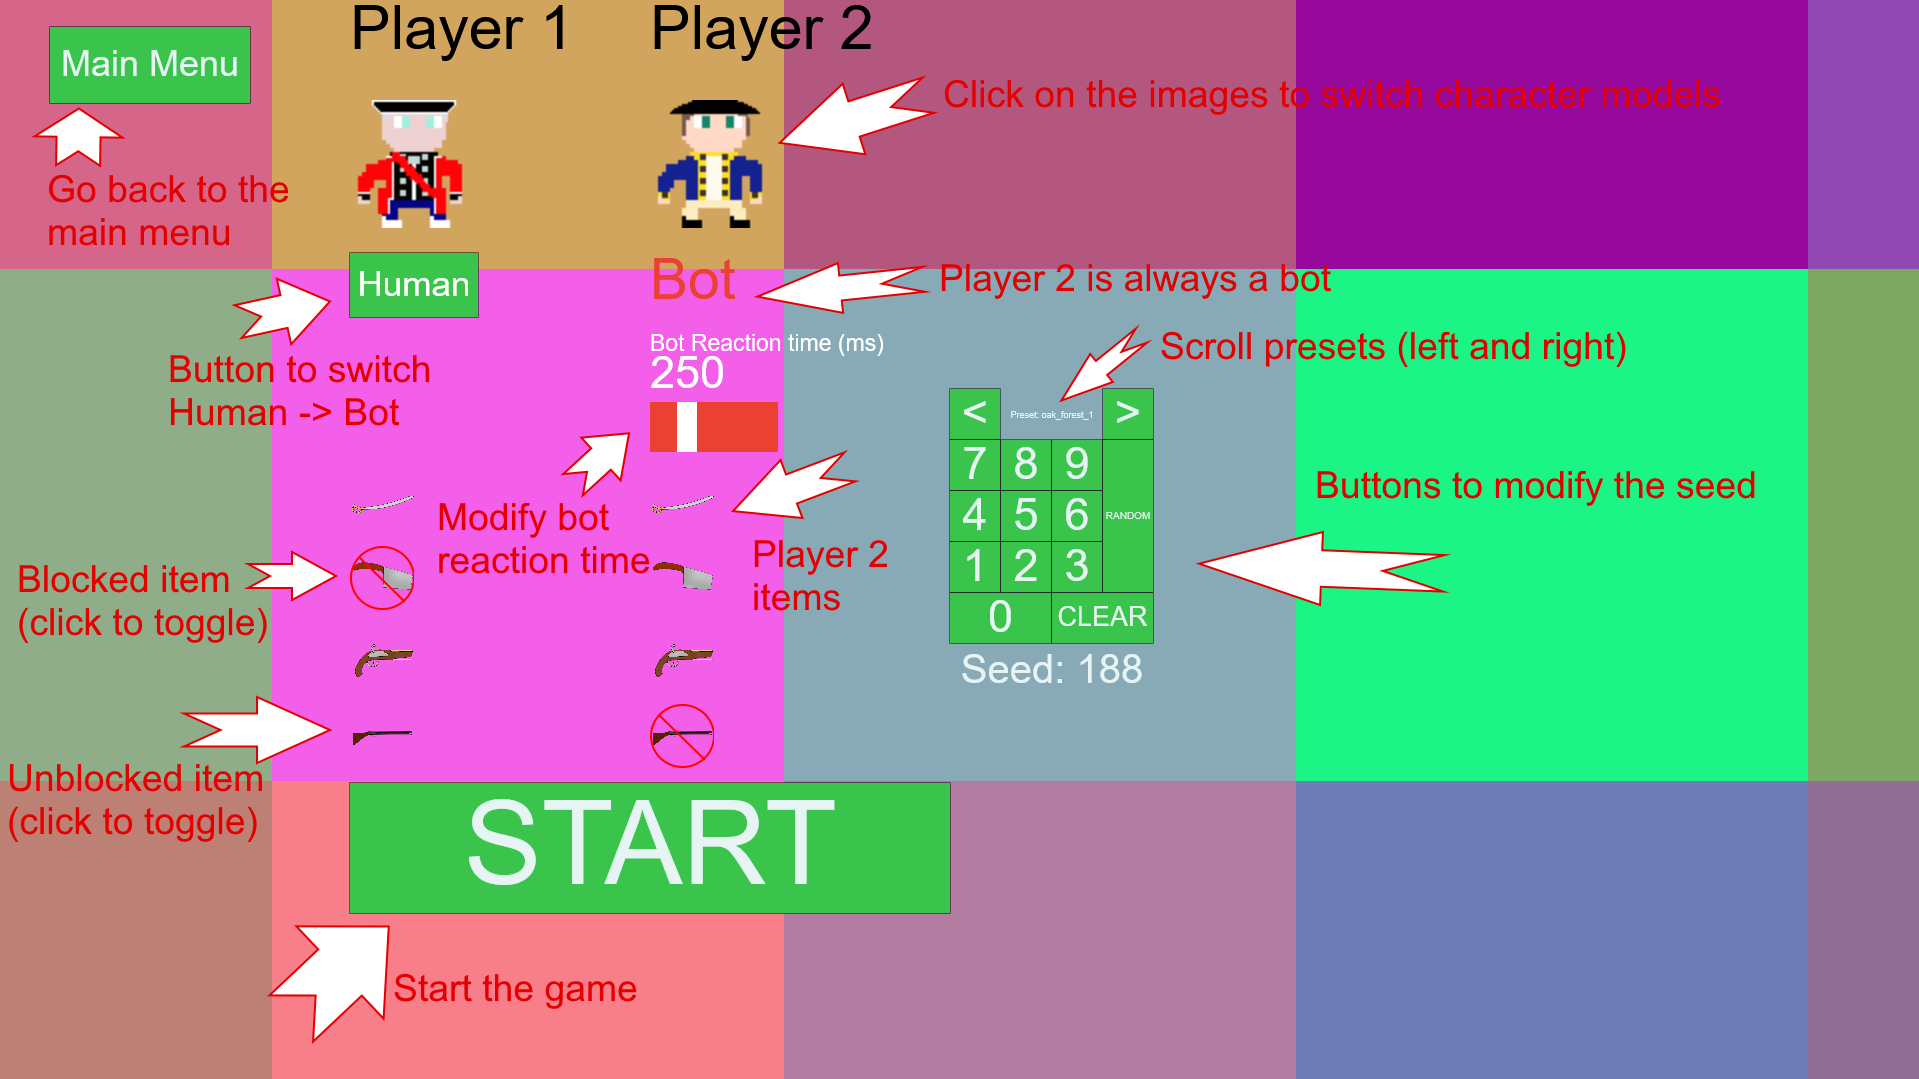 Player 1
Player 2
Main Menu
Click on the images to switch character models
Go back to the
main menu
Human
Bot
Player 2 is always a bot
Bot Reaction time (ms)
250
Scroll presets (left and right)
Button to switch
Human -> Bot
<
Preset: oak_forest_1
>
7 8 9
4 5 6
RANDOM
1 2 3
0
CLEAR
Seed: 188
Buttons to modify the seed
Modify bot
reaction time
Player 2
items
Blocked item
(click to toggle)
Unblocked item
(click to toggle)
START
Start the game